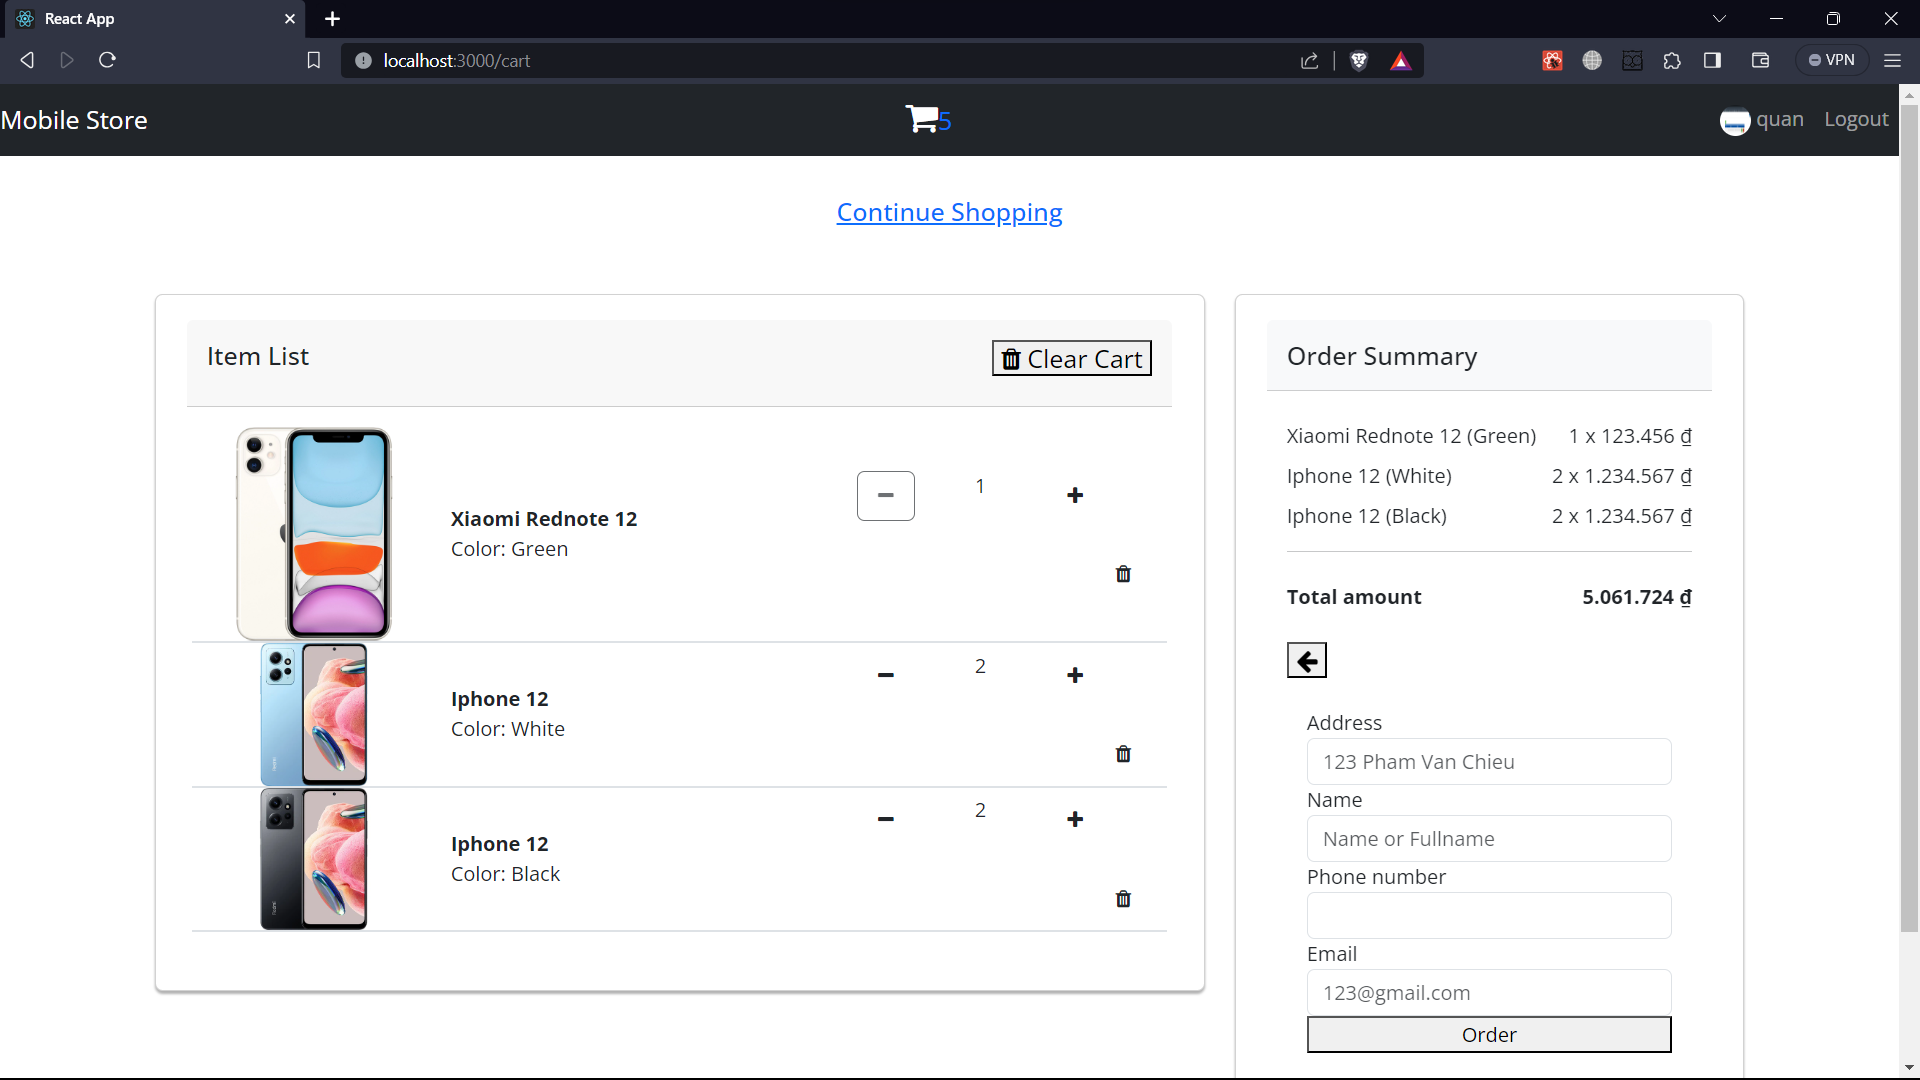 React App
localhost:3000/cart
VPN
Mobile Store
5
quan
Logout
Continue Shopping
Item List
Clear Cart
Xiaomi Rednote 12
Color: Green
1
Iphone 12
Color: White
2
Iphone 12
Color: Black
2
Order Summary
Xiaomi Rednote 12 (Green) 1 x 123.456 ₫
Iphone 12 (White) 2 x 1.234.567 ₫
Iphone 12 (Black) 2 x 1.234.567 ₫
Total amount 5.061.724 ₫
Address
123 Pham Van Chieu
Name
Name or Fullname
Phone number
Email
123@gmail.com
Order